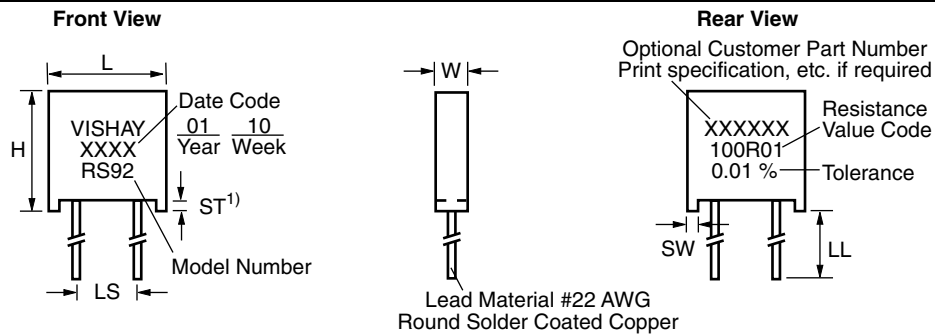 Front View
L
H
VISHAY
XXXX
RS92
Date Code
01 10
Year Week
ST1)
Model Number
LS
W
Lead Material #22 AWG
Round Solder Coated Copper
Rear View
Optional Customer Part Number
Print specification, etc. if required
XXXXXX
100R01
0.01 %
Resistance
Value Code
Tolerance
SW
LL